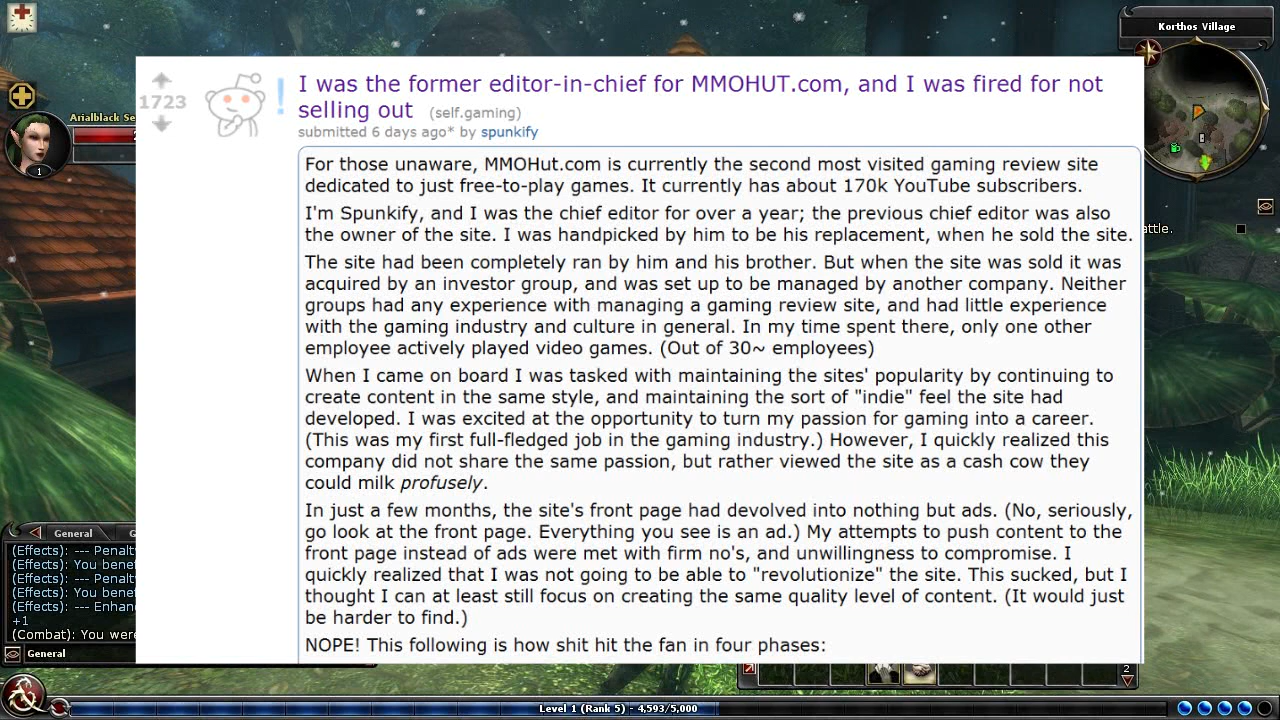 Korthos Village
Arialblack Se
1
attle.
1723
I was the former editor-in-chief for MMOHUT.com, and I was fired for not
selling out (self.gaming)
submitted 6 days ago* by spunkify
For those unaware, MMOHut.com is currently the second most visited gaming review site
dedicated to just free-to-play games. It currently has about 170k YouTube subscribers.
I'm Spunkify, and I was the chief editor for over a year; the previous chief editor was also
the owner of the site. I was handpicked by him to be his replacement, when he sold the site.
The site had been completely ran by him and his brother. But when the site was sold it was
acquired by an investor group, and was set up to be managed by another company. Neither
groups had any experience with managing a gaming review site, and had little experience
with the gaming industry and culture in general. In my time spent there, only one other
employee actively played video games. (Out of 30~ employees)
When I came on board I was tasked with maintaining the sites' popularity by continuing to
create content in the same style, and maintaining the sort of "indie" feel the site had
developed. I was excited at the opportunity to turn my passion for gaming into a career.
(This was my first full-fledged job in the gaming industry.) However, I quickly realized this
company did not share the same passion, but rather viewed the site as a cash cow they
could milk profusely.
In just a few months, the site's front page had devolved into nothing but ads. (No, seriously,
go look at the front page. Everything you see is an ad.) My attempts to push content to the
front page instead of ads were met with firm no's, and unwillingness to compromise. I
quickly realized that I was not going to be able to "revolutionize" the site. This sucked, but I
thought I can at least still focus on creating the same quality level of content. (It would just
be harder to find.)
NOPE! This following is how shit hit the fan in four phases:
General
(Effects): --- Penalt
(Effects): You bene
(Effects): --- Penalt
(Effects): You bene
(Effects): --- Enhan
+1
(Combat): You were
General
2
Level 1 (Rank 5) - 4,593/5,000